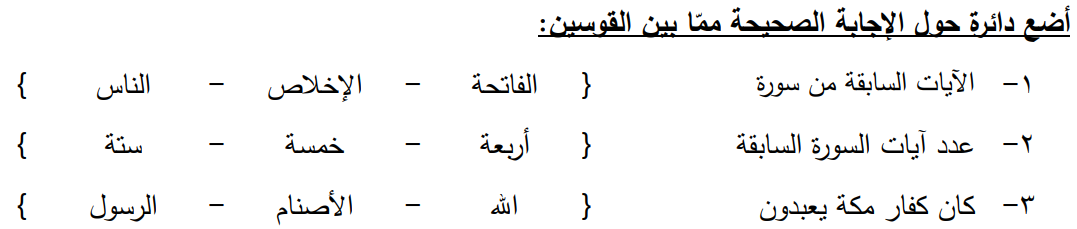 أضع دائرة حول الإجابة الصحيحة ممّا بين القوسين:
١- الآيات السابقة من سورة { الفاتحة - الإخلاص - الناس }
٢- عدد آيات السورة السابقة { أربعة - خمسة - ستة }
٣- كان كفار مكة يعبدون { الله - الأصنام - الرسول }